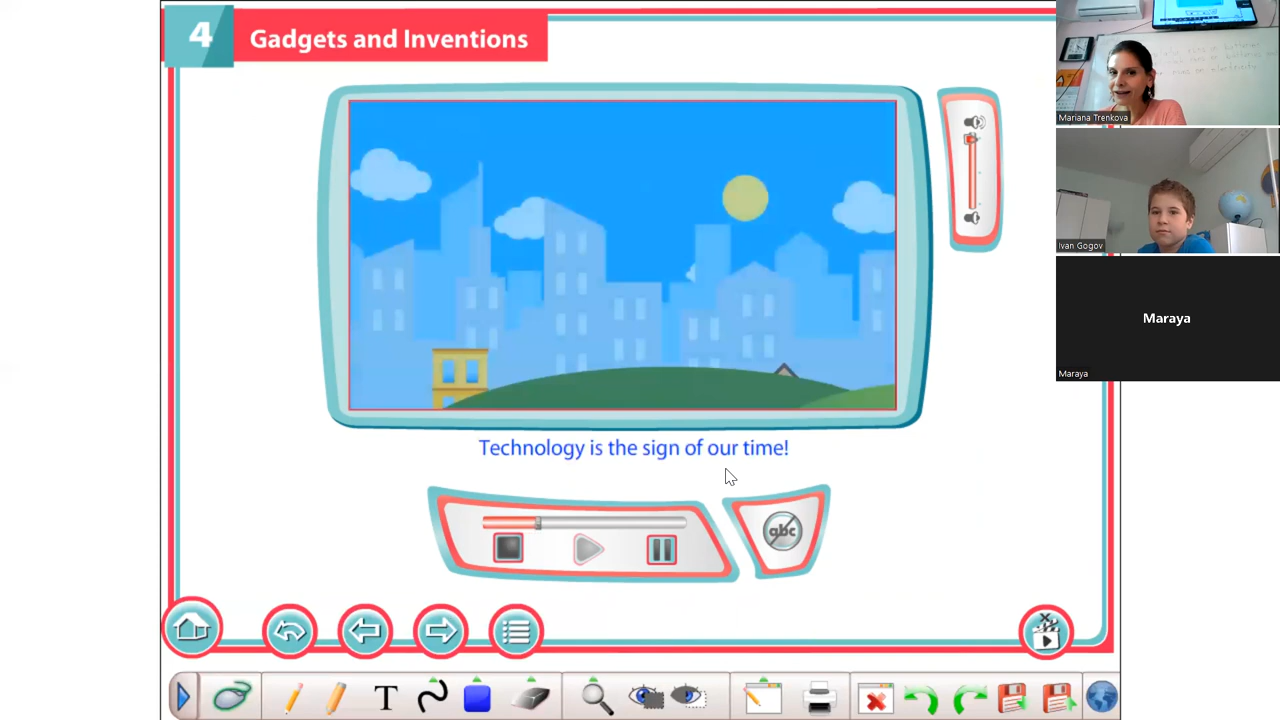 4
Gadgets and Inventions
Technology is the sign of our time!
abc
T
Mariana Trenkova
Ivan Gogov
Maraya
Maraya